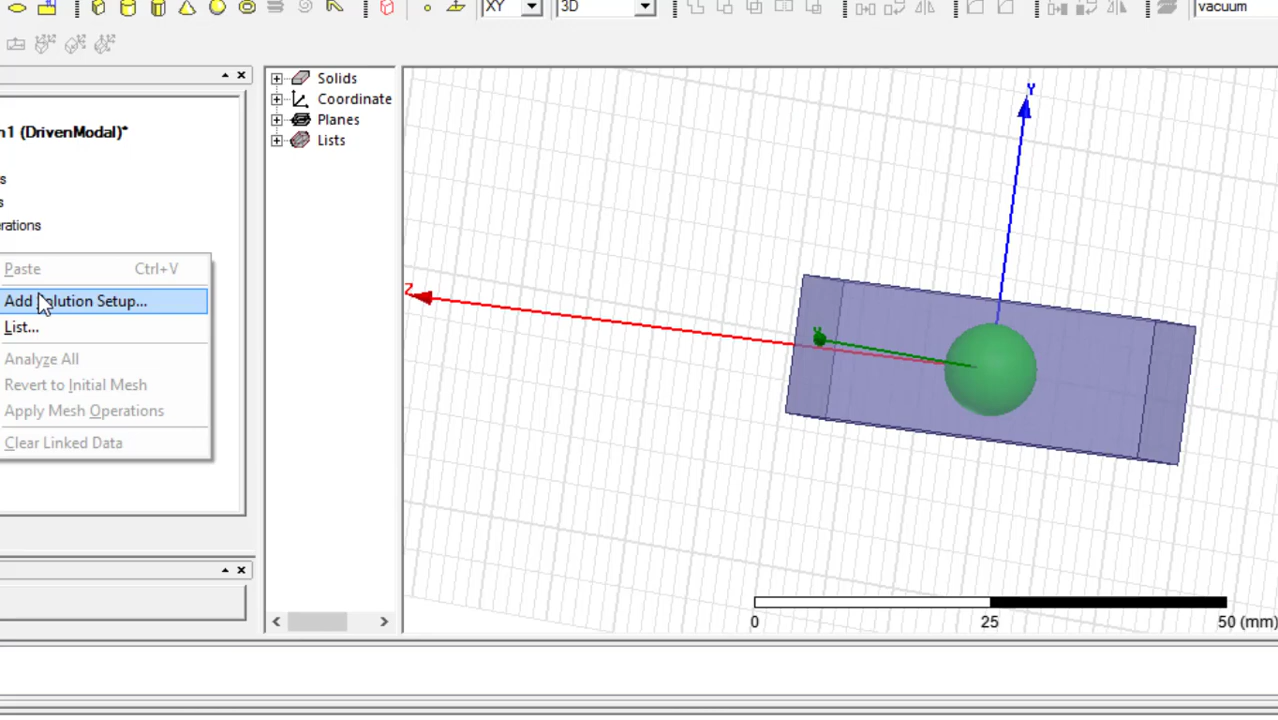 XY
3D
vacuum
n1 (DrivenModal)*
s
s
erations
Paste Ctrl+V
Add Solution Setup...
List...
Analyze All
Revert to Initial Mesh
Apply Mesh Operations
Clear Linked Data
Solids
Coordinate
Planes
Lists
Y
Z
0
25
50 (mm)